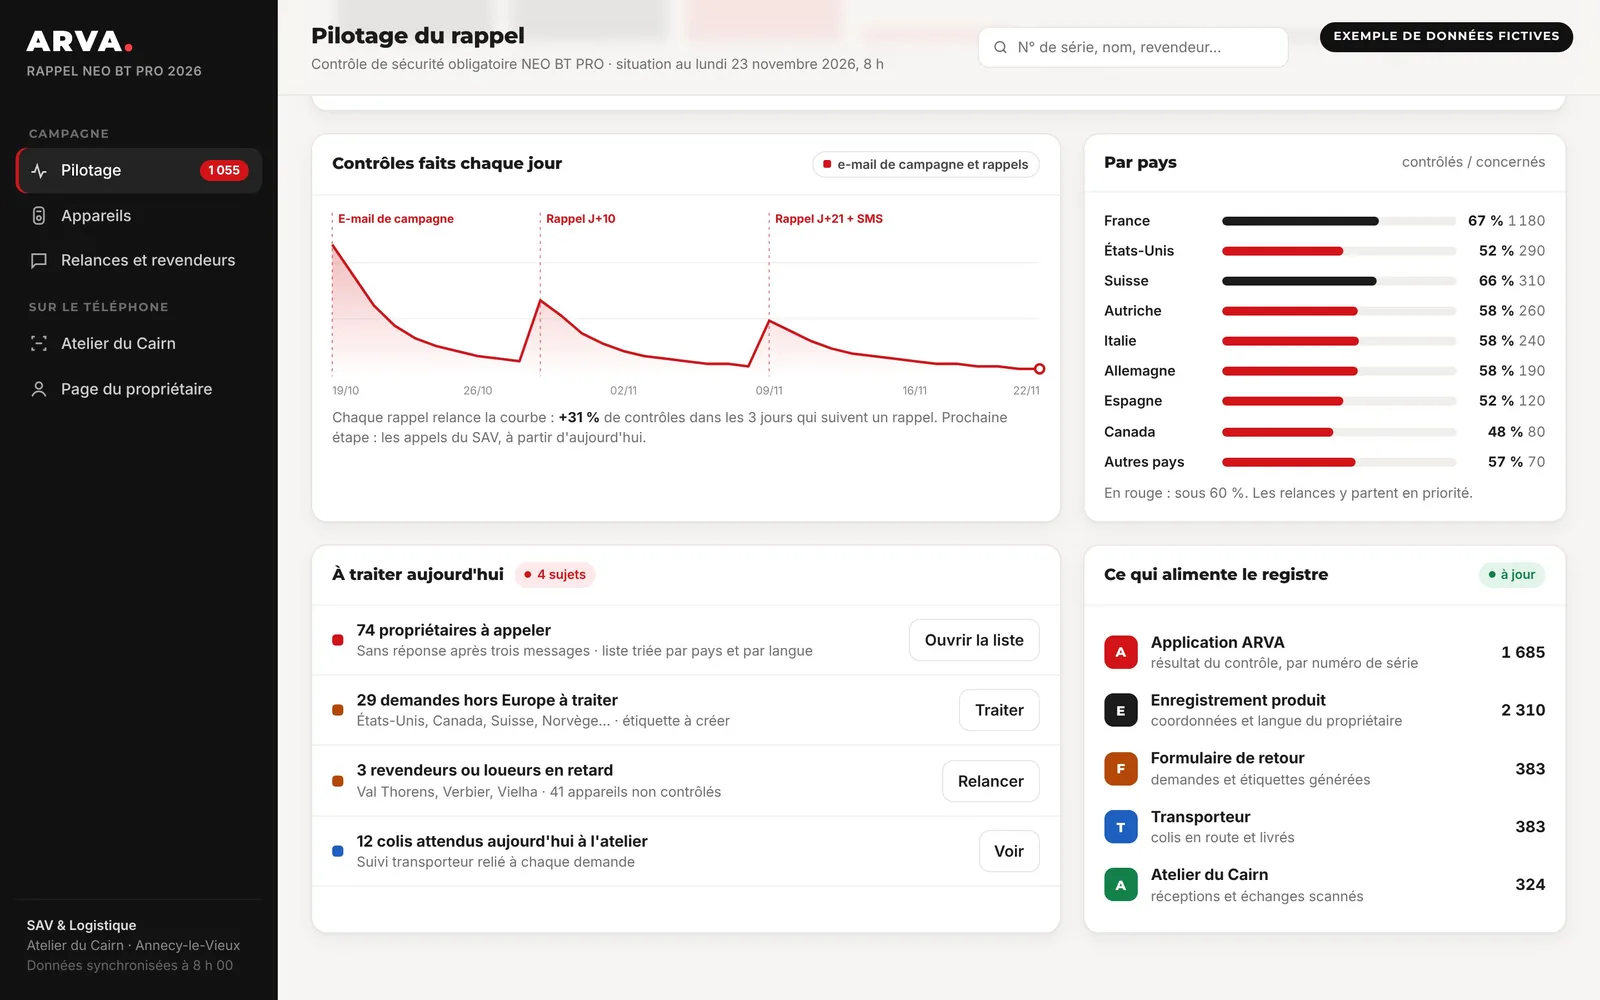 ARVA.
RAPPEL NEO BT PRO 2026
CAMPAGNE
Pilotage 1 055
Appareils
Relances et revendeurs
SUR LE TÉLÉPHONE
Atelier du Cairn
Page du propriétaire
SAV & Logistique
Atelier du Cairn · Annecy-le-Vieux
Données synchronisées à 8 h 00
Pilotage du rappel
Contrôle de sécurité obligatoire NEO BT PRO · situation au lundi 23 novembre 2026, 8 h
N° de série, nom, revendeur...
EXEMPLE DE DONNÉES FICTIVES
Contrôles faits chaque jour
e-mail de campagne et rappels
E-mail de campagne
Rappel J+10
Rappel J+21 + SMS
19/10 26/10 02/11 09/11 16/11 22/11
Chaque rappel relance la courbe : +31 % de contrôles dans les 3 jours qui suivent un rappel. Prochaine
étape : les appels du SAV, à partir d'aujourd'hui.
Par pays
contrôlés / concernés
France 67 % 1 180
États-Unis 52 % 290
Suisse 66 % 310
Autriche 58 % 260
Italie 58 % 240
Allemagne 58 % 190
Espagne 52 % 120
Canada 48 % 80
Autres pays 57 % 70
En rouge : sous 60 %. Les relances y partent en priorité.
À traiter aujourd'hui
4 sujets
74 propriétaires à appeler
Sans réponse après trois messages · liste triée par pays et par langue
Ouvrir la liste
29 demandes hors Europe à traiter
États-Unis, Canada, Suisse, Norvège... · étiquette à créer
Traiter
3 revendeurs ou loueurs en retard
Val Thorens, Verbier, Vielha · 41 appareils non contrôlés
Relancer
12 colis attendus aujourd'hui à l'atelier
Suivi transporteur relié à chaque demande
Voir
Ce qui alimente le registre
à jour
A
Application ARVA
résultat du contrôle, par numéro de série
1 685
E
Enregistrement produit
coordonnées et langue du propriétaire
2 310
F
Formulaire de retour
demandes et étiquettes générées
383
T
Transporteur
colis en route et livrés
383
A
Atelier du Cairn
réceptions et échanges scannés
324